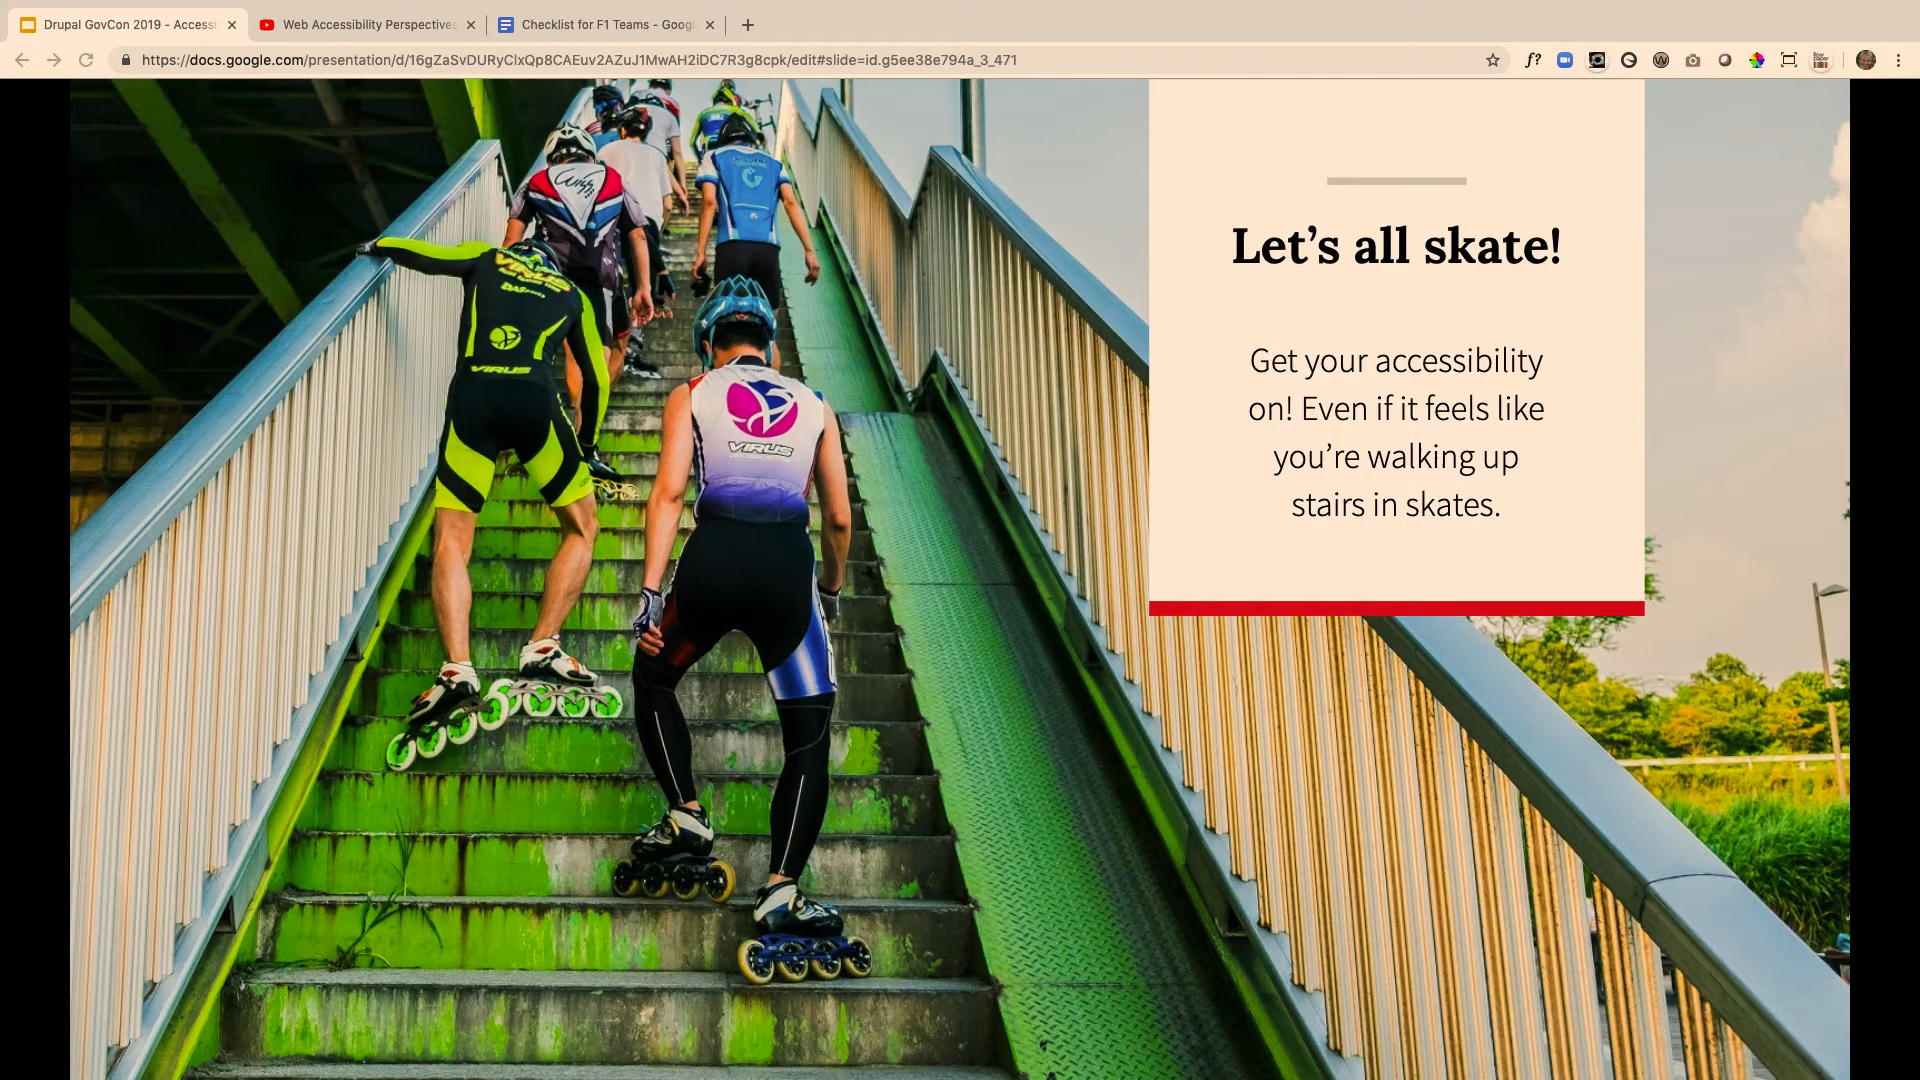 Drupal GovCon 2019 - Accessi
Web Accessibility Perspectives
Checklist for F1 Teams - Googl
https://docs.google.com/presentation/d/16gZaSvDURyClxQp8CAEuv2AZuJ1MwAH2iDC7R3g8cpk/edit#slide=id.g5ee38e794a_3_471
f?
Let's all skate!
Get your accessibility
on! Even if it feels like
you're walking up
stairs in skates.
VIRUS
VIRUS
VIRUS